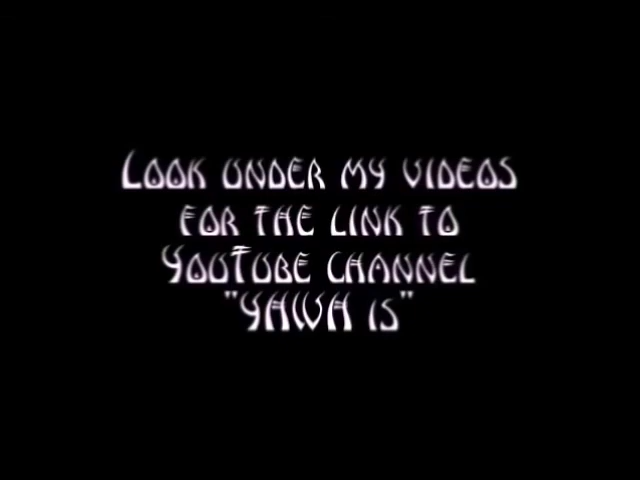 Look under my videos
for the link to
YouTube channel
"YHWH is"